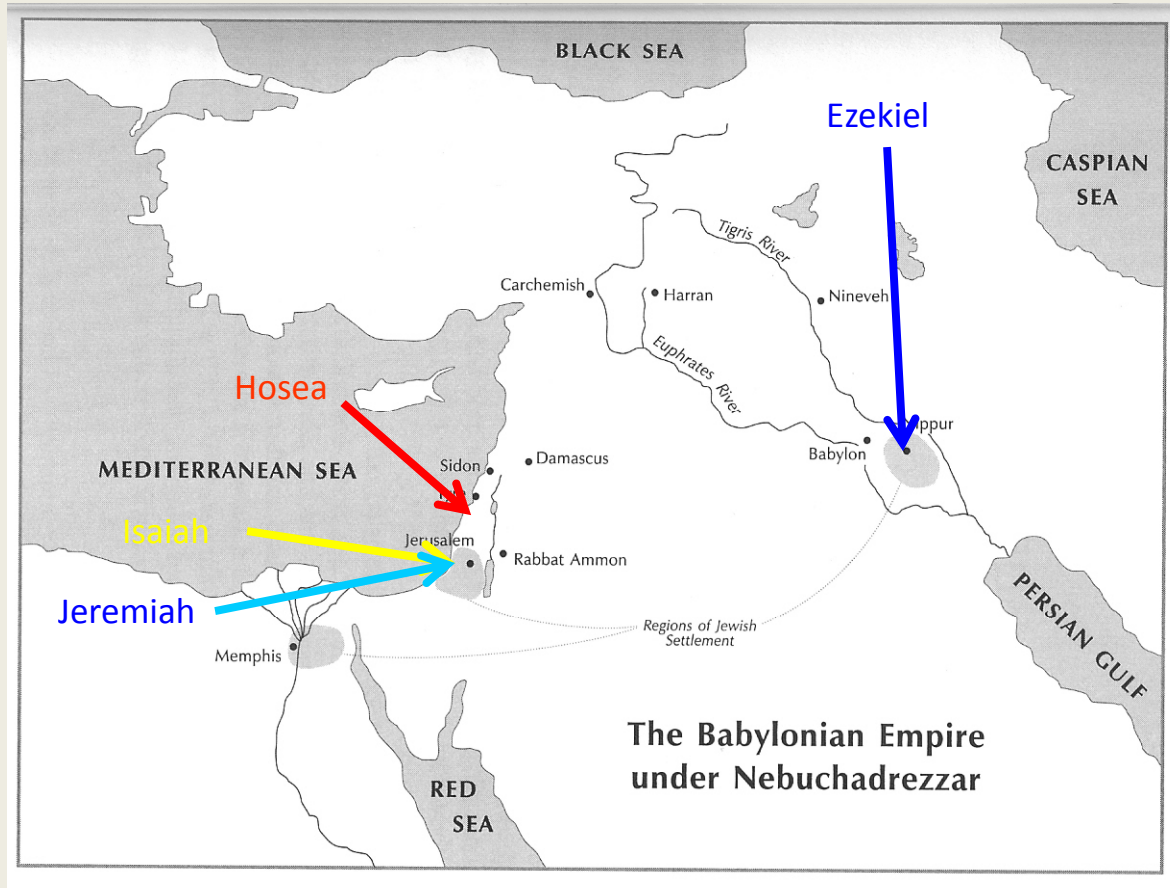 BLACK SEA
Ezekiel
CASPIAN
SEA
Tigris River
Carchemish
Harran
Nineveh
Euphrates River
Hosea
ippur
Babylon
MEDITERRANEAN SEA
Sidon
Damascus
Isaiah
Jerusalem
Rabbat Ammon
Jeremiah
PERSIAN GULF
Regions of Jewish
Settlement
Memphis
The Babylonian Empire
under Nebuchadrezzar
RED
SEA